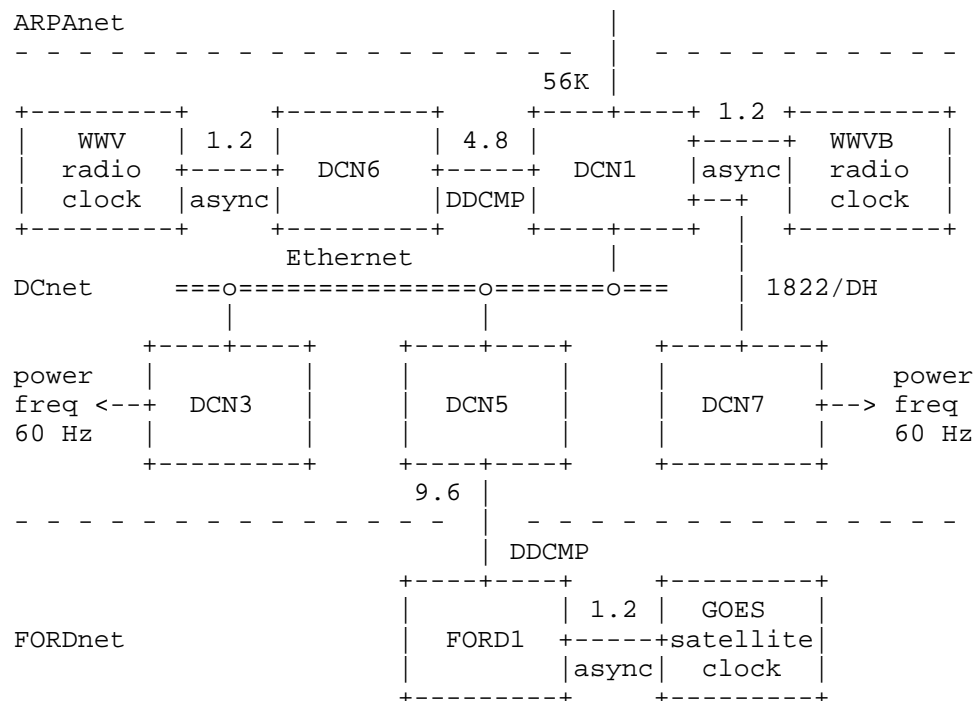 ARPAnet |
- - - - - - - - - - - - - - - - - - | - - - - - - - - - -
56K |
+---------+ +---------+ +----+----+ 1.2 +---------+
| WWV | 1.2 | | 4.8 | +-----+ WWVB |
| radio +-----+ DCN6 +-----+ DCN1 |async| radio |
| clock |async| |DDCMP| +--+ | clock |
+---------+ +---------+ +----+----+ | +---------+
Ethernet | |
DCnet ===o===============o=======o=== | 1822/DH
| | |
+----+----+ +----+----+ +----+----+
power | | | | | | power
freq <--+ DCN3 | | DCN5 | | DCN7 +--> freq
60 Hz | | | | | | 60 Hz
+---------+ +----+----+ +---------+
9.6 |
- - - - - - - - - - - - - - | - - - - - - - - - - - - - -
| DDCMP
+----+----+ +---------+
| | 1.2 | GOES |
FORDnet | FORD1 +-----+satellite|
| |async| clock |
+---------+ +---------+